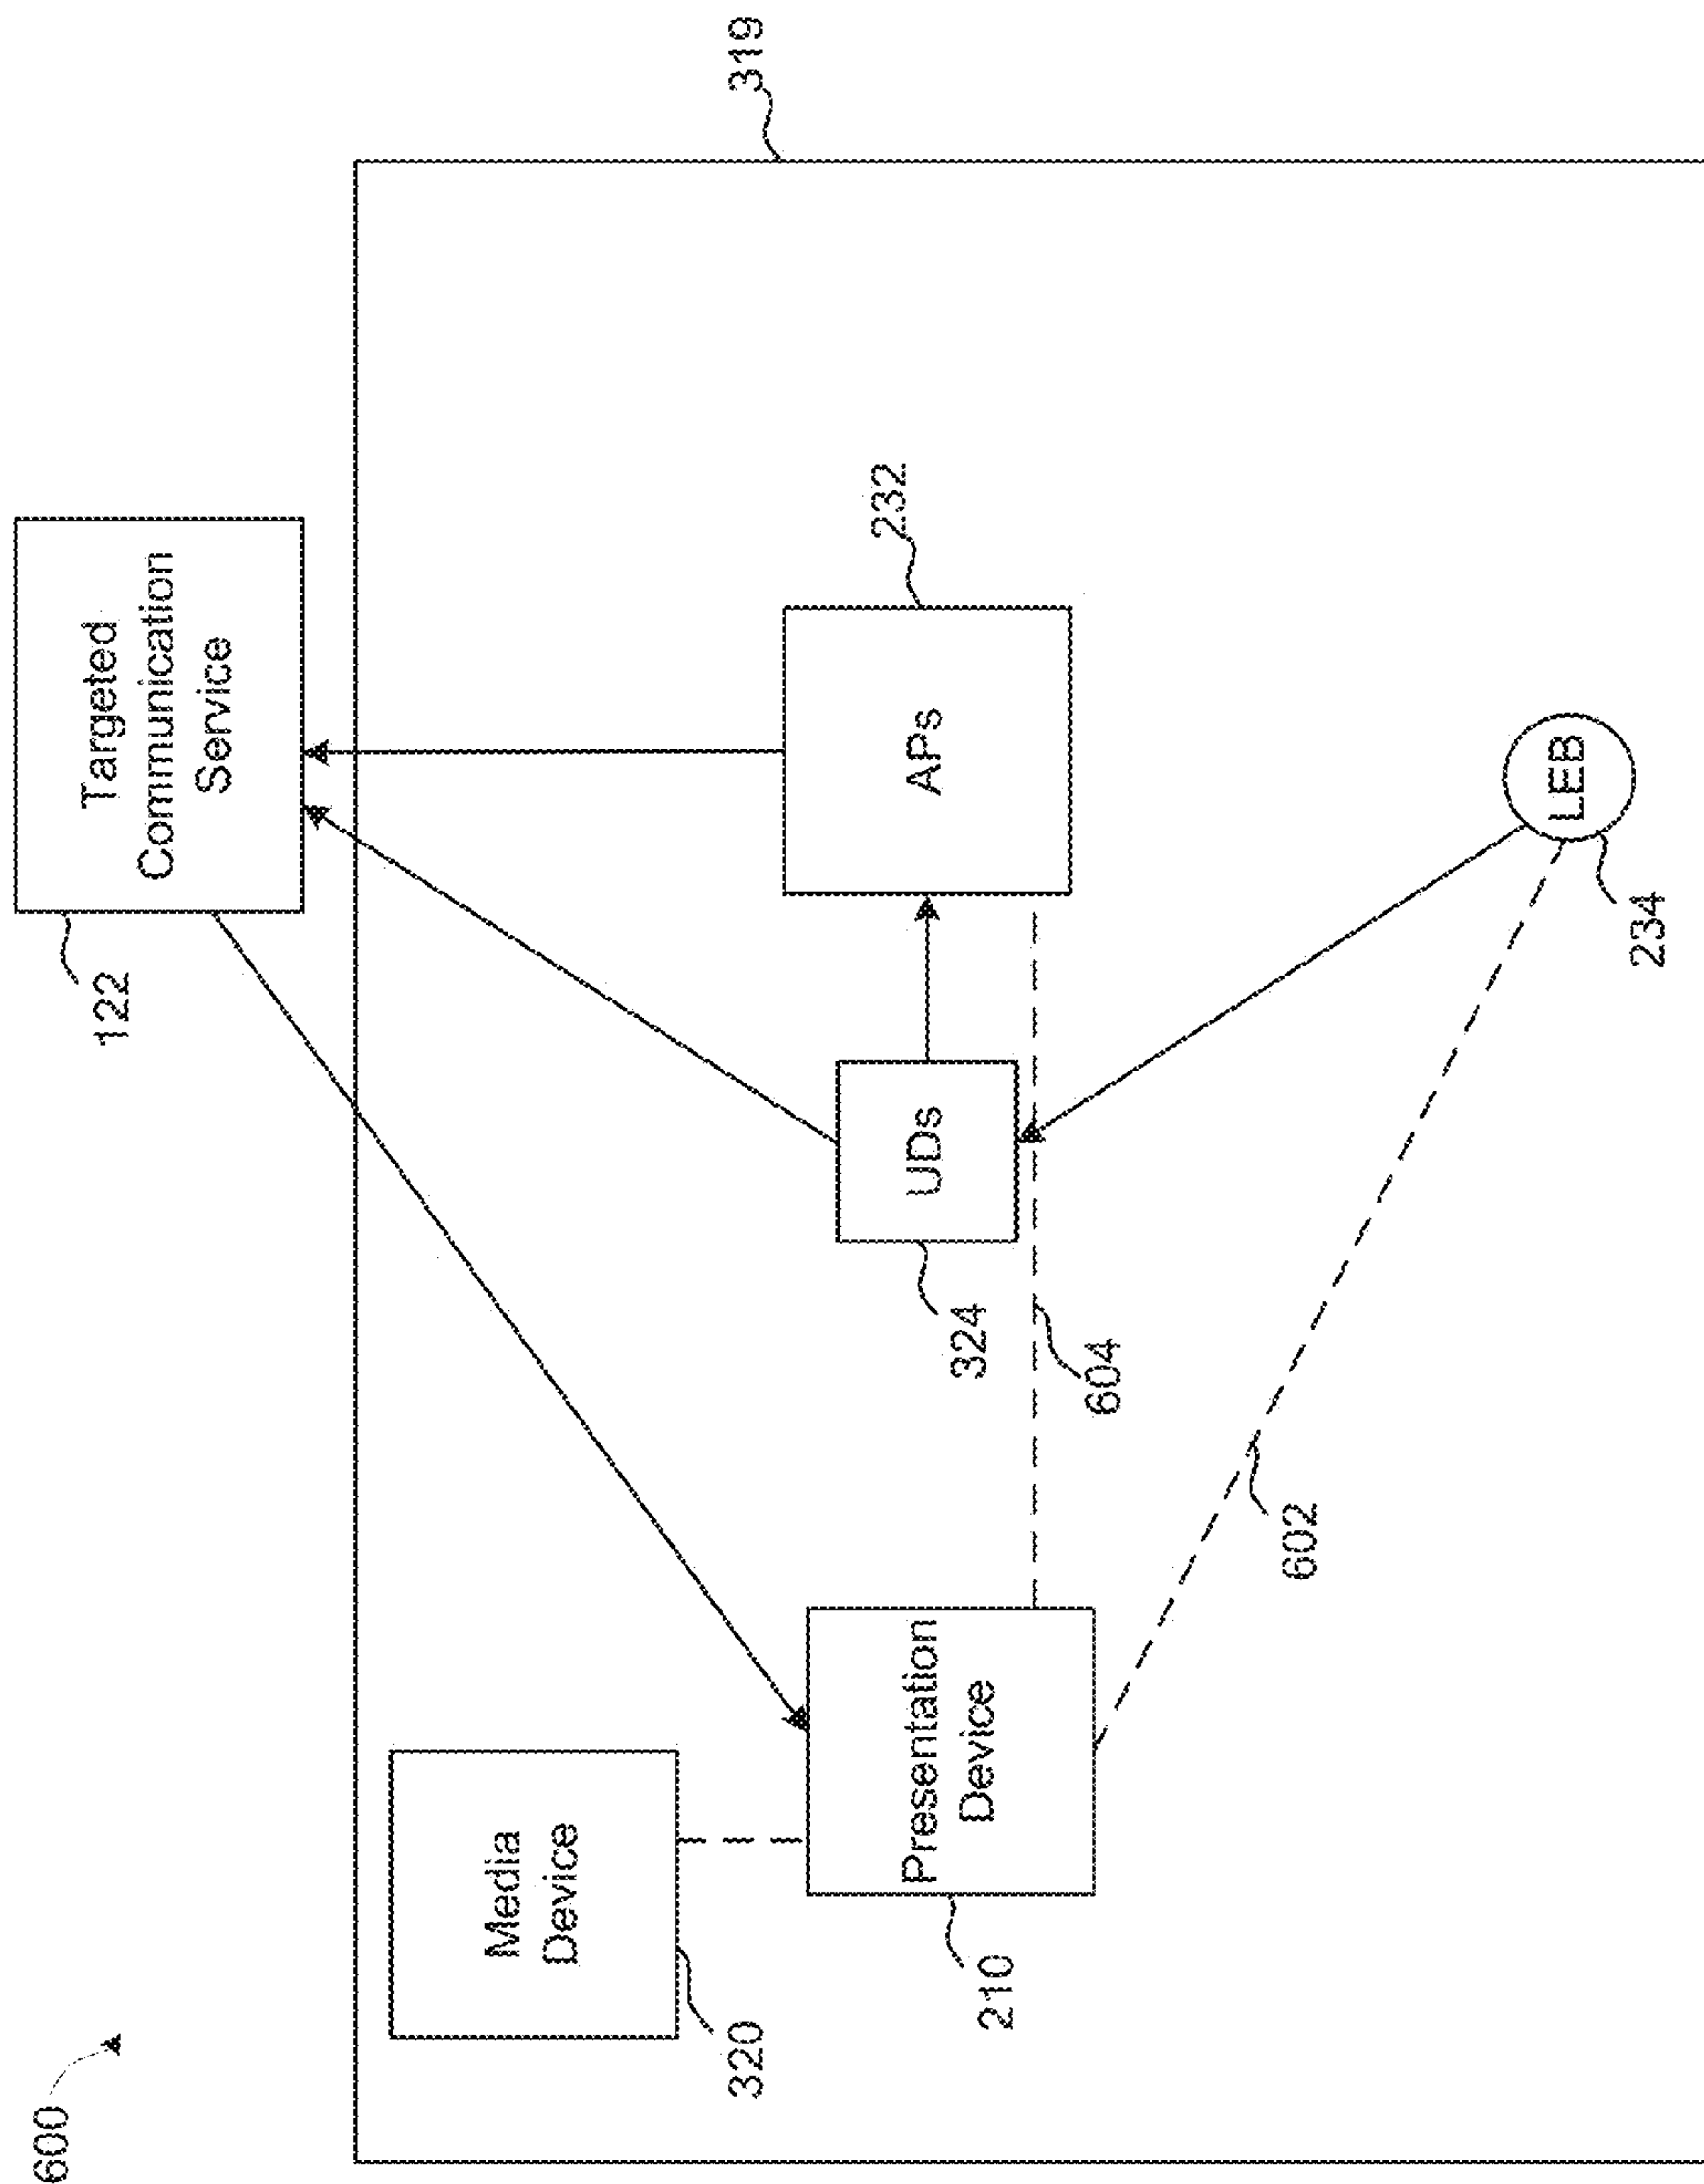 600
Targeted
Communication
Service
122
319
Media
Device
320
Presentation
Device
210
UDs
324
APs
232
604
602
LEB
234